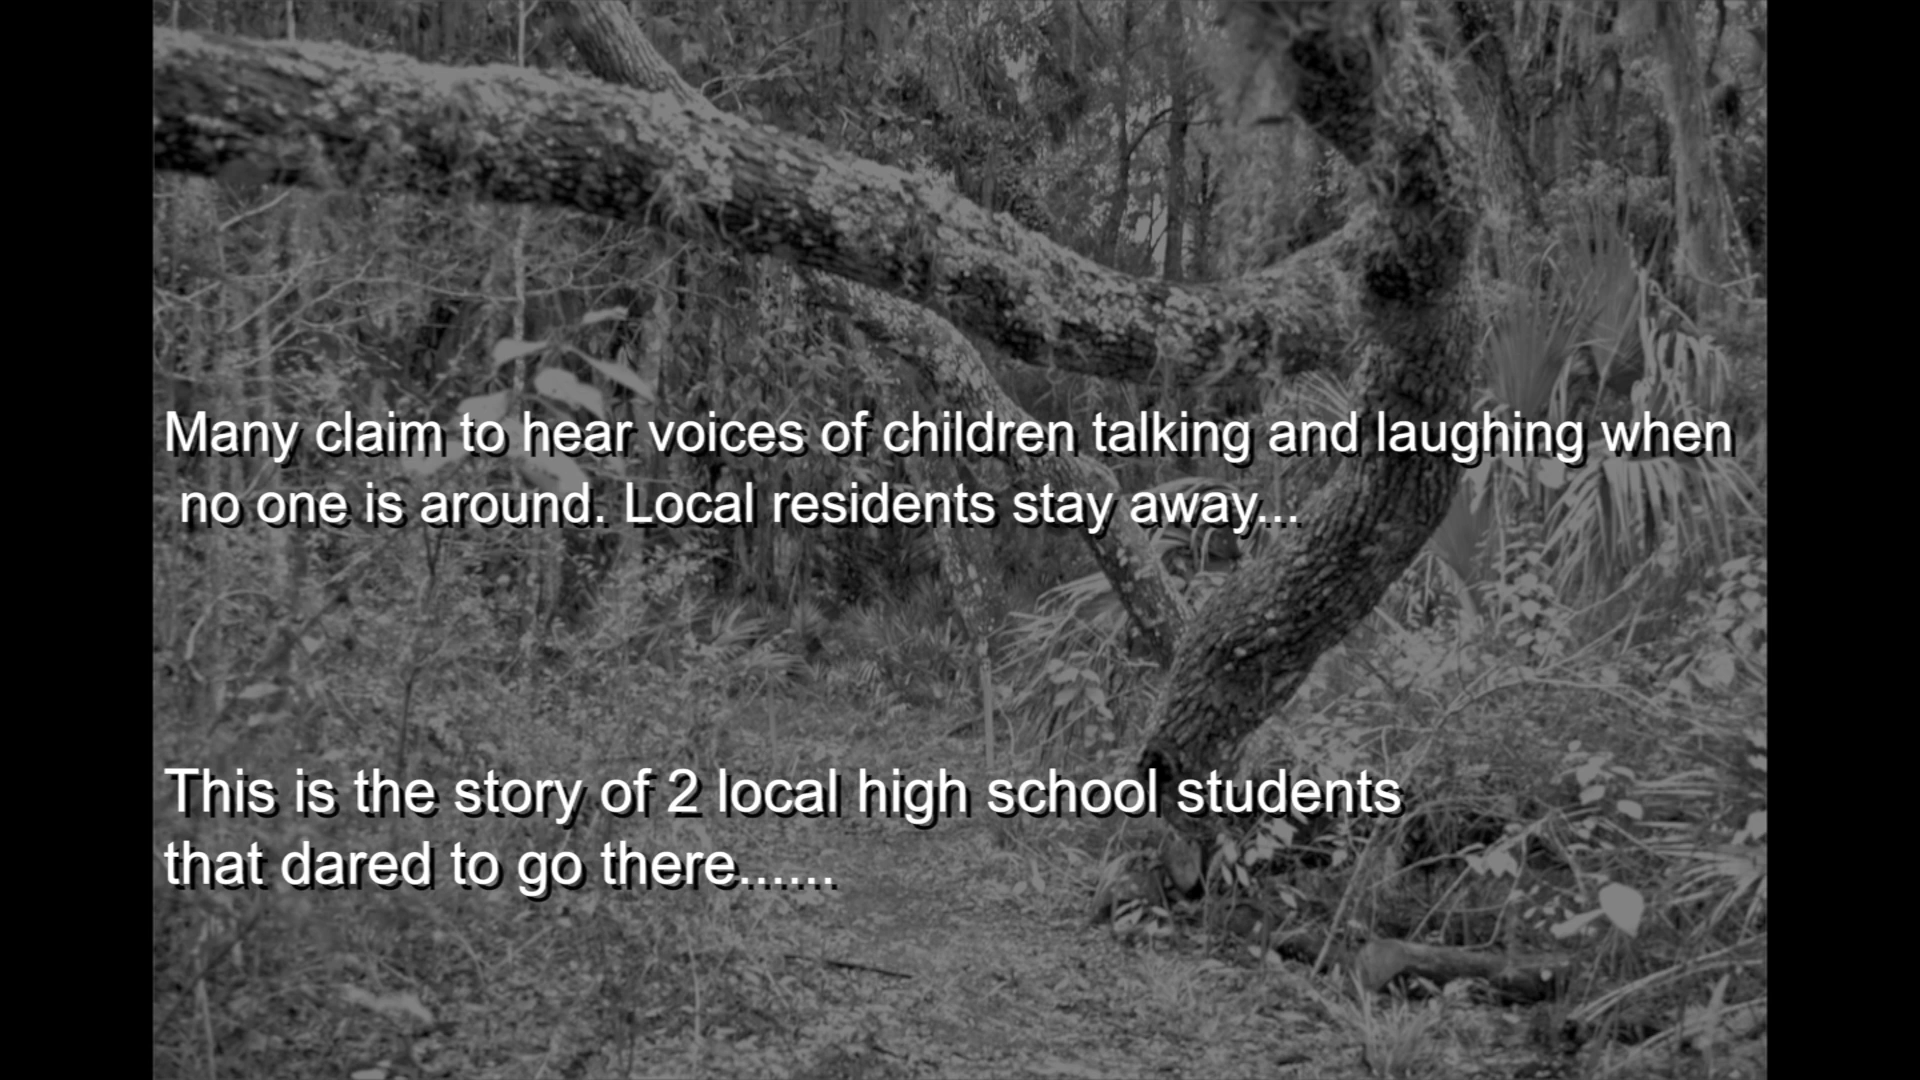 Many claim to hear voices of children talking and laughing when
no one is around. Local residents stay away...
This is the story of 2 local high school students
that dared to go there......